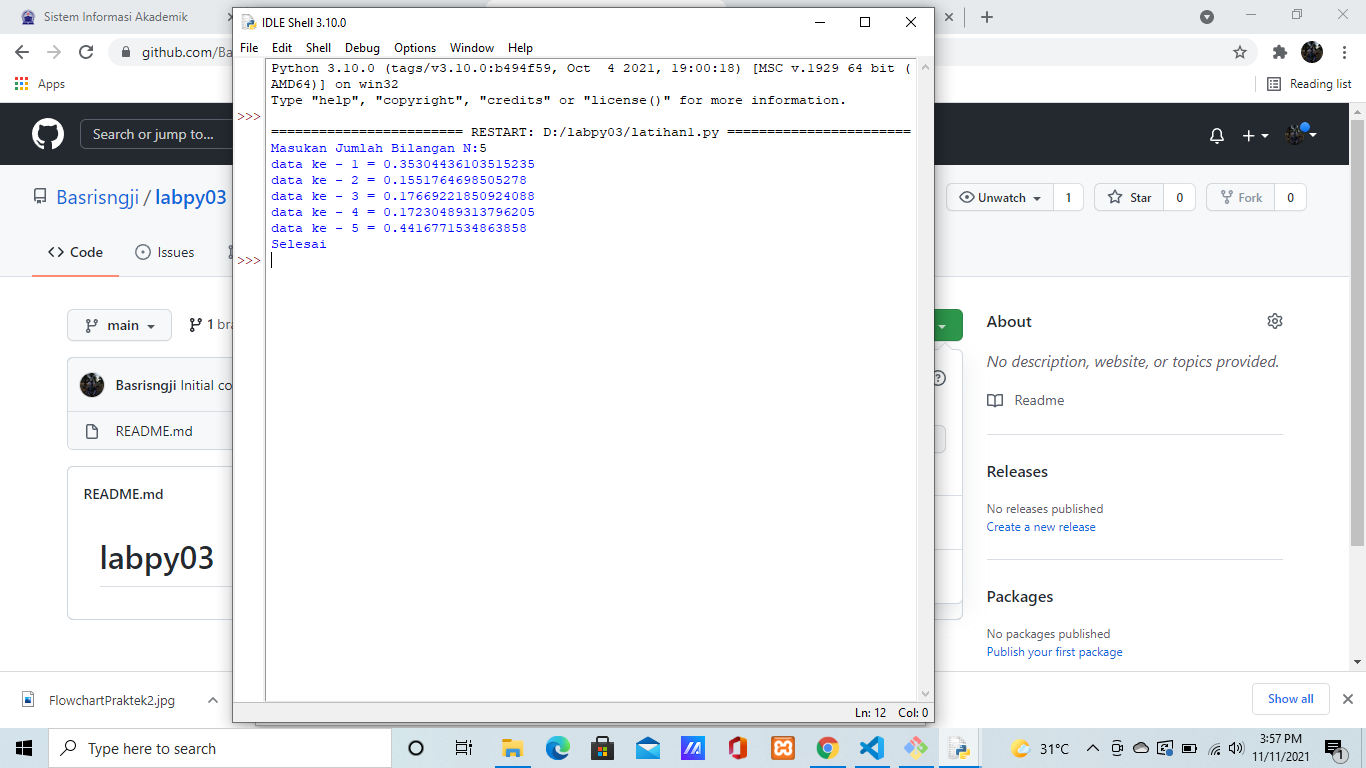 Sistem Informasi Akademik
IDLE Shell 3.10.0
File Edit Shell Debug Options Window Help
Python 3.10.0 (tags/v3.10.0:b494f59, Oct  4 2021, 19:00:18) [MSC v.1929 64 bit (
AMD64)] on win32
Type "help", "copyright", "credits" or "license()" for more information.
>>>
======================== RESTART: D:/labpy03/latihan1.py =======================
Masukan Jumlah Bilangan N:5
data ke - 1 = 0.35304436103515235
data ke - 2 = 0.1551764698505278
data ke - 3 = 0.17669221850924088
data ke - 4 = 0.17230489313796205
data ke - 5 = 0.4416771534863858
Selesai
>>>
Ln: 12 Col: 0
github.com/Ba
Apps
Reading list
Search or jump to...
Basrisngji / labpy03
Unwatch 1
Star 0
Fork 0
<> Code
Issues
main
1 bra
Basrisngji Initial co
README.md
README.md
labpy03
About
No description, website, or topics provided.
Readme
Releases
No releases published
Create a new release
Packages
No packages published
Publish your first package
FlowchartPraktek2.jpg
Show all
Type here to search
31°C
3:57 PM
11/11/2021
1